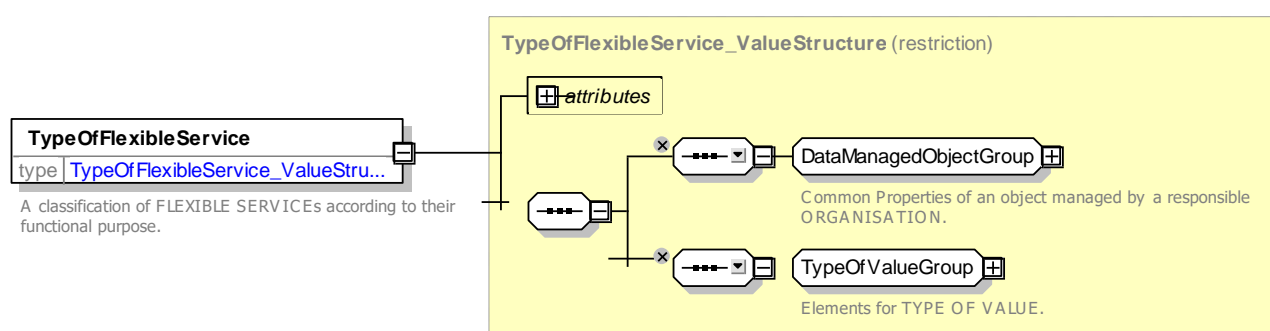 TypeOfFlexibleService_ValueStructure (restriction)
attributes
TypeOfFlexibleService
type TypeOfFlexibleService_ValueStru...
A classification of FLEXIBLE SERVICEs according to their
functional purpose.
DataManagedObjectGroup
Common Properties of an object managed by a responsible
ORGANISATION.
TypeOfValueGroup
Elements for TYPE OF VALUE.